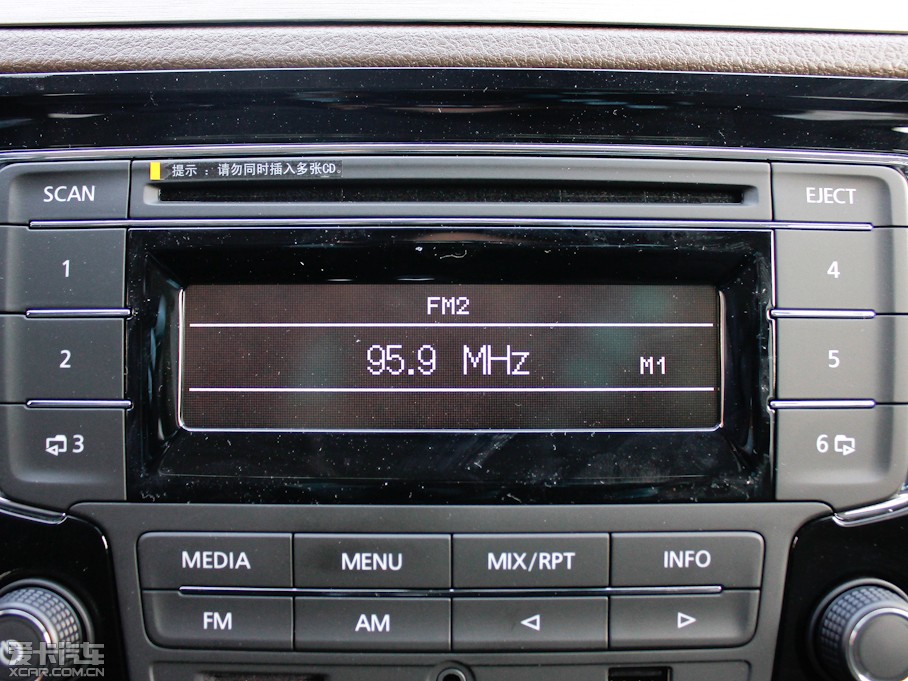 提示 : 请勿同时插入多张CD
SCAN
EJECT
1
4
FM2
95.9 MHz
M1
2
5
3
6
MEDIA
MENU
MIX/RPT
INFO
FM
AM
爱卡汽车
XCAR.COM.CN